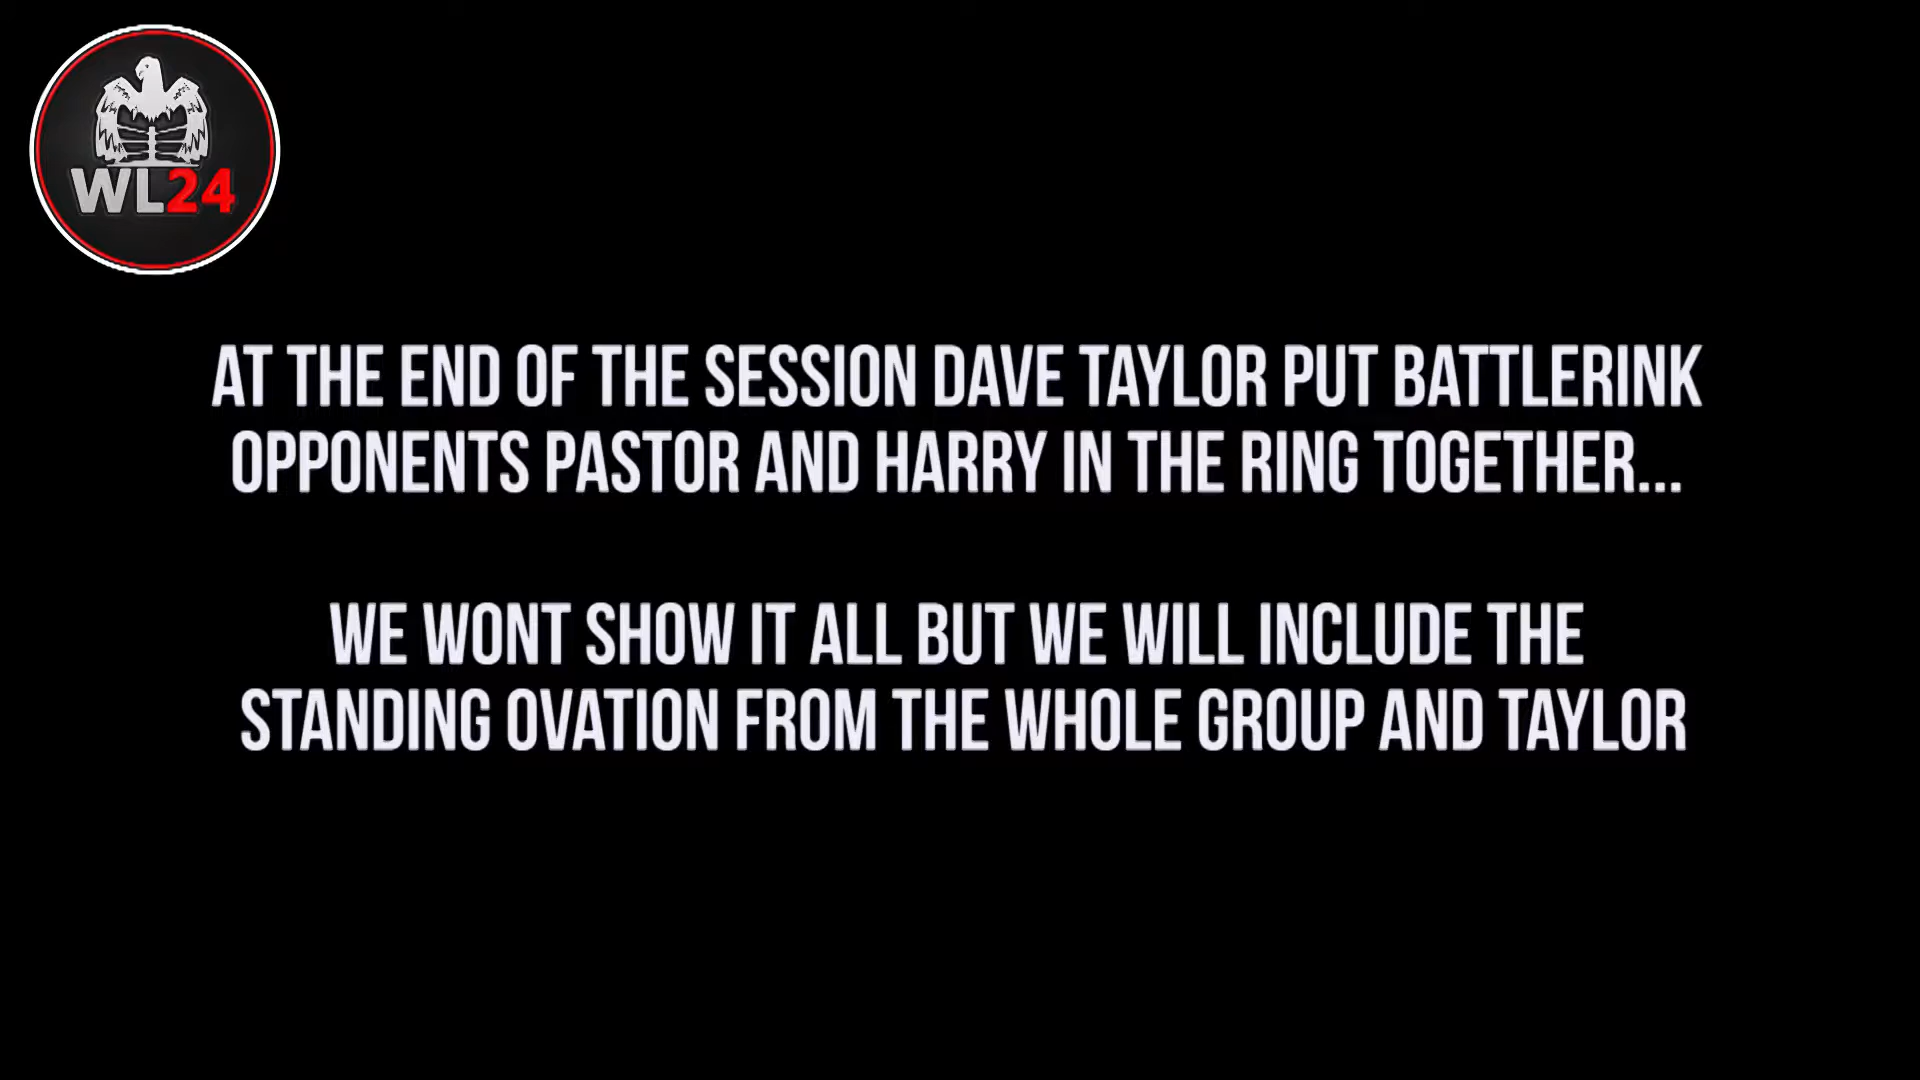 WL24
AT THE END OF THE SESSION DAVE TAYLOR PUT BATTLERINK
OPPONENTS PASTOR AND HARRY IN THE RING TOGETHER...
WE WONT SHOW IT ALL BUT WE WILL INCLUDE THE
STANDING OVATION FROM THE WHOLE GROUP AND TAYLOR